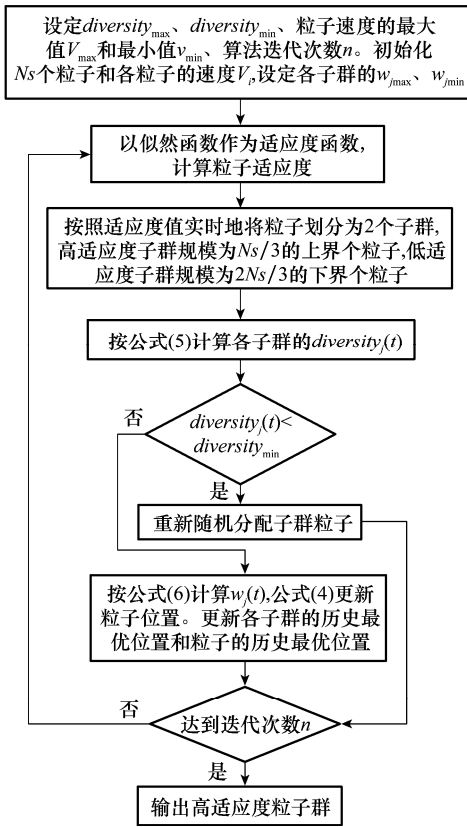 设定diversitymax、diversitymin、粒子速度的最大
值Vmax和最小值vmin、算法迭代次数n。初始化
Ns个粒子和各粒子的速度Vi,设定各子群的wjmax、wjmin
以似然函数作为适应度函数,
计算粒子适应度
按照适应度值实时地将粒子划分为2个子群,
高适应度子群规模为Ns/3的上界个粒子,低适
应度子群规模为2Ns/3的下界个粒子
按公式(5)计算各子群的diversityj(t)
否
diversityj(t)<
diversitymin
是
重新随机分配子群粒子
按公式(6)计算wj(t),公式(4)更新
粒子位置。更新各子群的历史最
优位置和粒子的历史最优位置
否
达到迭代次数n
是
输出高适应度粒子群